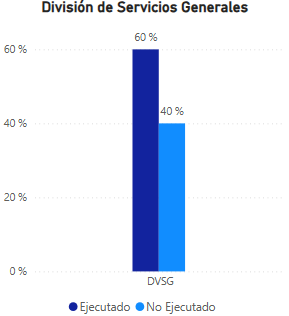 División de Servicios Generales
60 %
60 %
40 %
40 %
20 %
0 %
DVSG
Ejecutado No Ejecutado